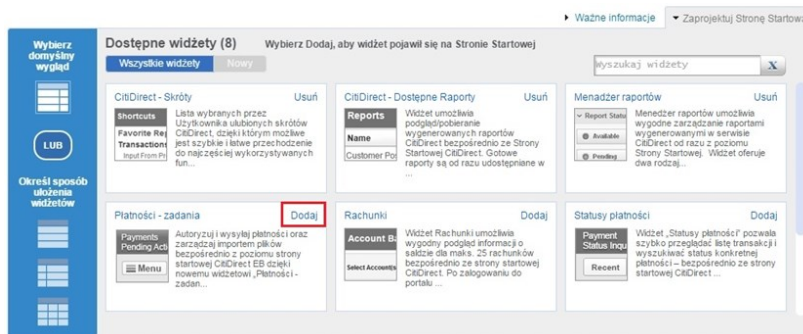 Ważne informacje
Zaprojektuj Stronę Startowa
Wybierz
domyślny
wygląd
LUB
Określ sposób
ułożenia
widżetów
Dostępne widżety (8)
Wybierz Dodaj, aby widżet pojawił się na Stronie Startowej
Wszystkie widżety
Nowy
Wyszukaj widżety
X
CitiDirect - Skróty
Usuń
Shortcuts
Favorite Rep
Transactions
Input From Pr
Lista wybranych przez
Użytkownika ulubionych skrótów
CitiDirect, dzięki którym możliwe
jest szybkie i łatwe przechodzenie
do najczęściej wykorzystywanych
fun...
CitiDirect - Dostępne Raporty
Usuń
Reports
Name
Customer Pos
Widżet umożliwia
podgląd/pobieranie
wygenerowanych raportów
CitiDirect bezpośrednio ze Strony
Startowej CitiDirect. Gotowe
raporty są od razu udostępniane w
...
Menadżer raportów
Usuń
Report Statu
Available
Pending
Menedżer raportów umożliwia
wygodne zarządzanie raportami
wygenerowanymi w serwisie
CitiDirect od razu z poziomu
Strony Startowej. Widżet oferuje
dwa rodzaj...
Płatności - zadania
Dodaj
Payments
Pending Acti
Menu
Autoryzuj i wysyłaj płatności oraz
zarządzaj importem plików
bezpośrednio z poziomu strony
startowej CitiDirect EB dzięki
nowemu widżetowi „Płatności -
zadan...
Rachunki
Dodaj
Account Ba
Select Account(s
Widżet Rachunki umożliwia
wygodny podgląd informacji o
saldzie dla maks. 25 rachunków
bezpośrednio ze strony startowej
CitiDirect. Po zalogowaniu do
portalu ...
Statusy płatności
Dodaj
Payment
Status Inqu
Recent
Widżet „Statusy płatności” pozwala
szybko przeglądać listę transakcji i
wyszukiwać status konkretnej
płatności – bezpośrednio ze strony
startowej CitiDirect ...